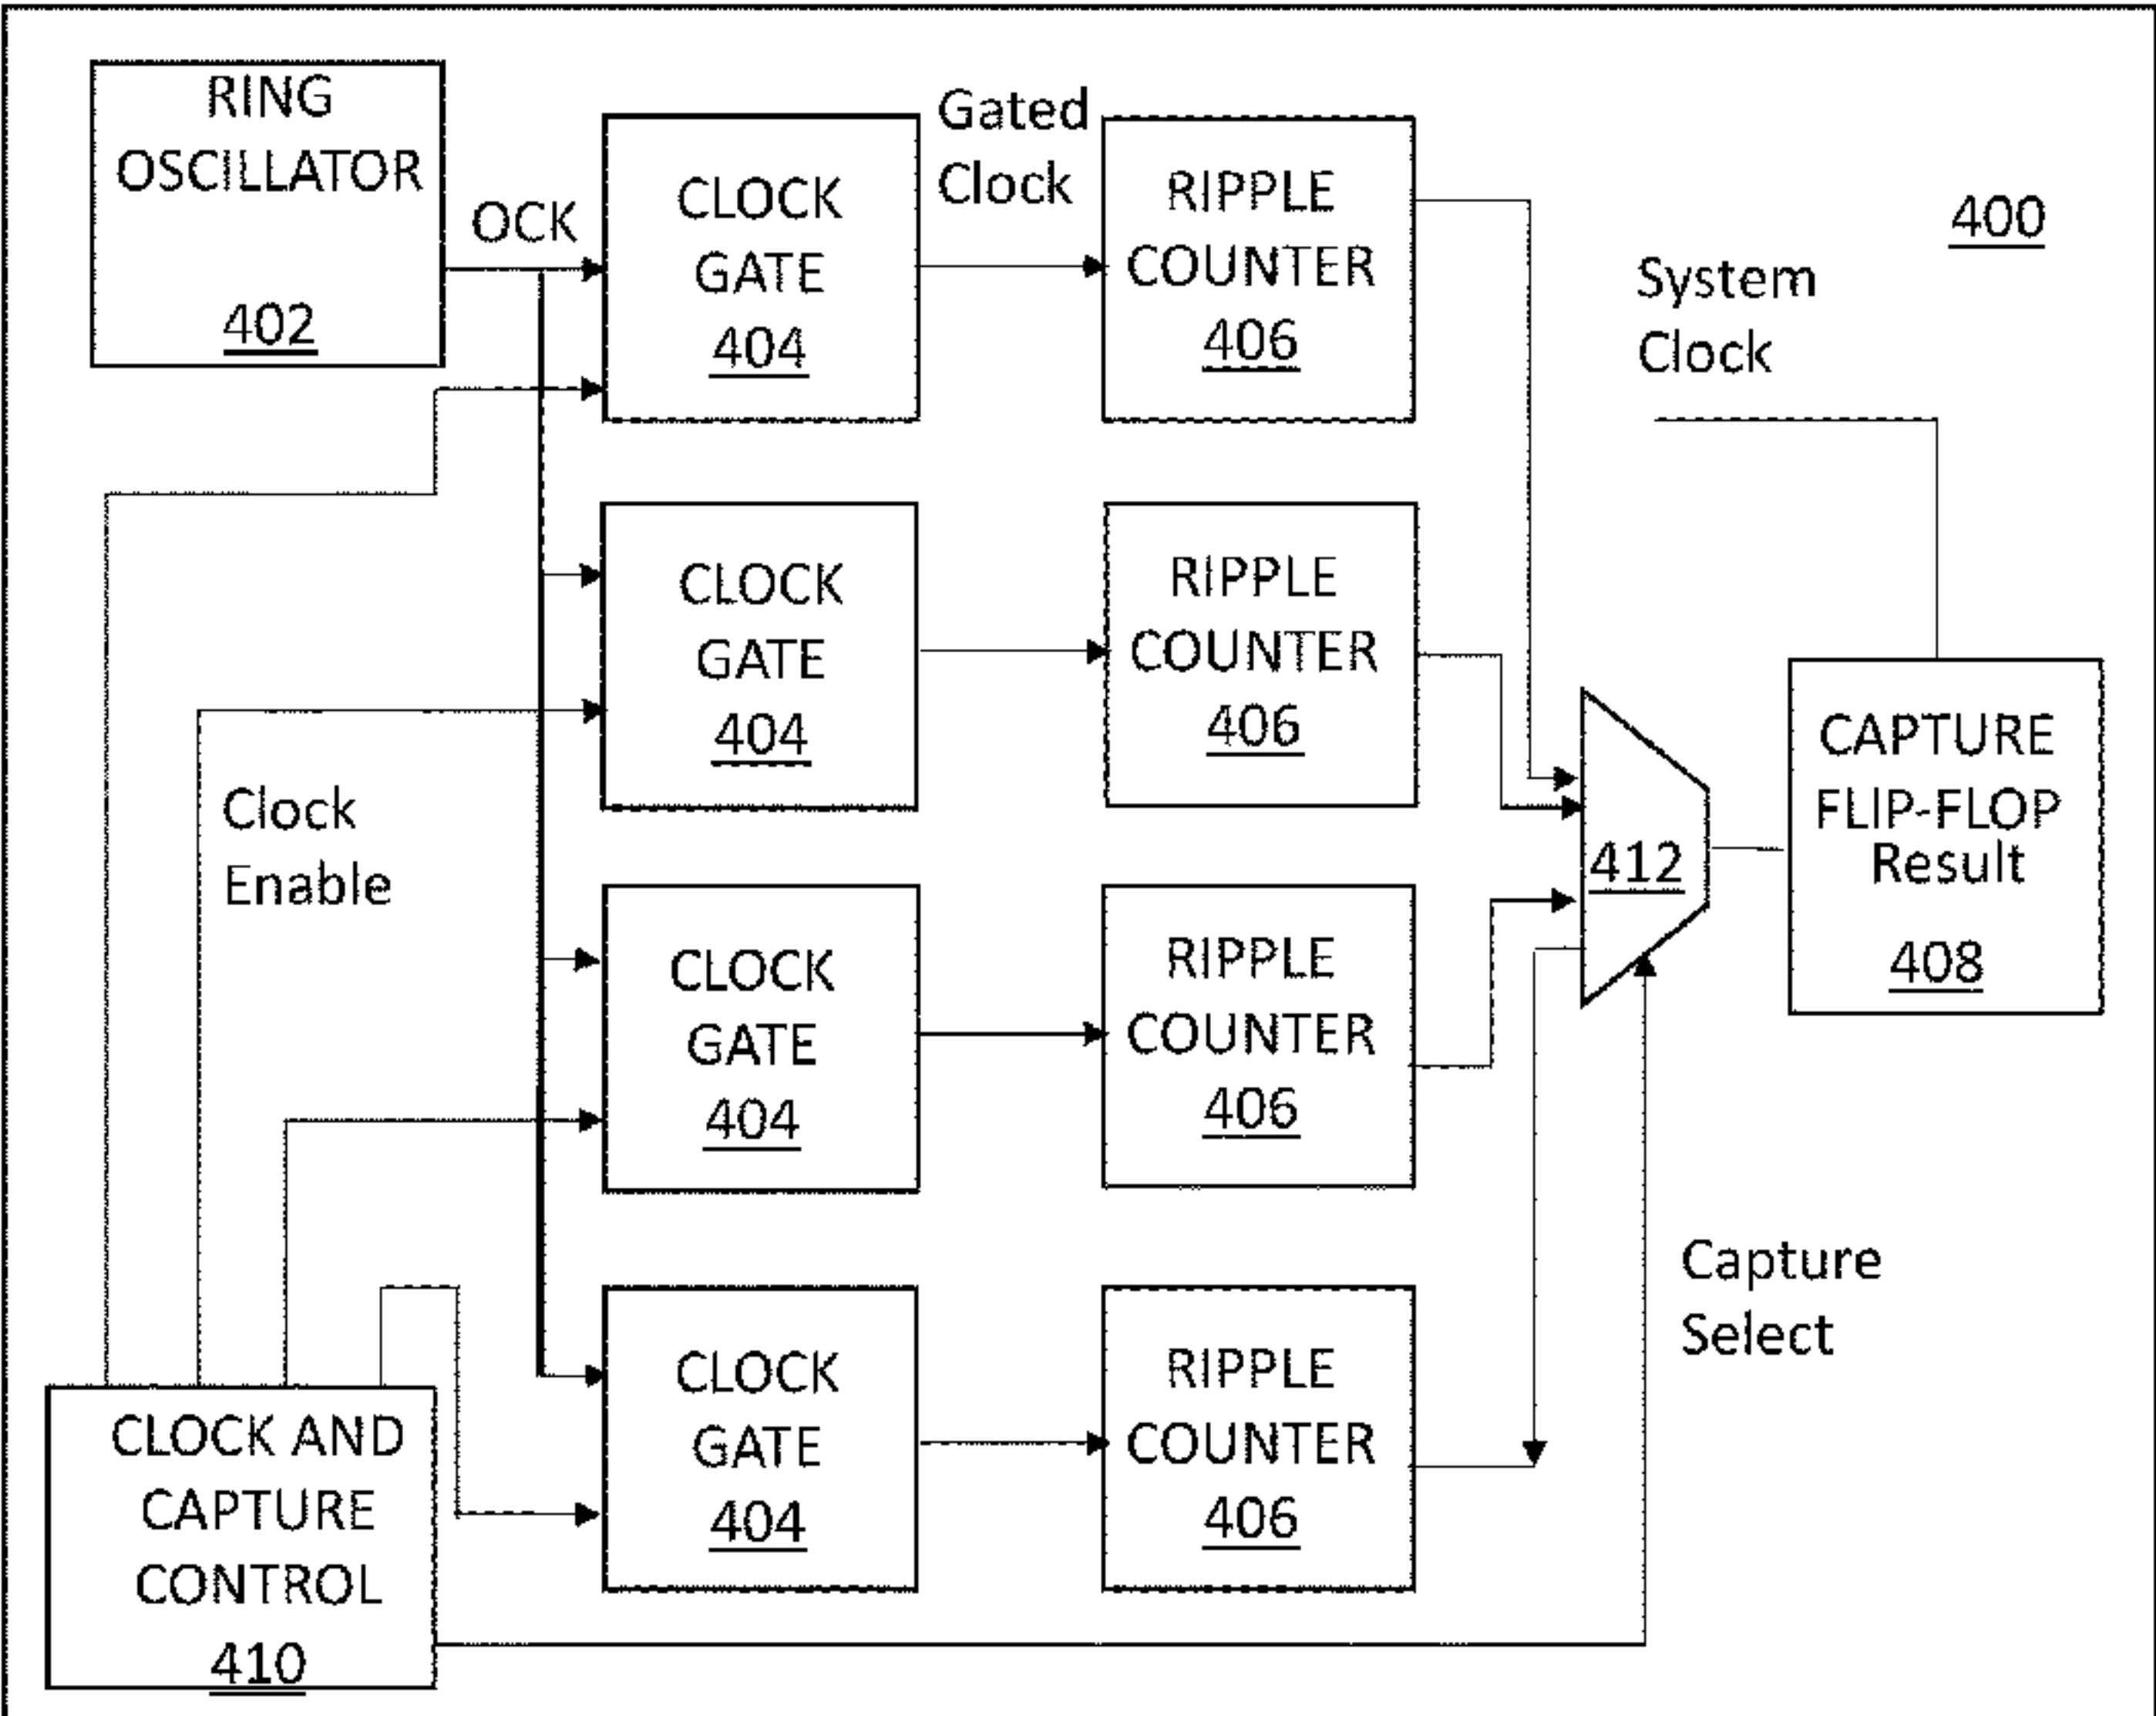 RING
OSCILLATOR
402
OCK
CLOCK
GATE
404
Gated
Clock
RIPPLE
COUNTER
406
400
System
Clock
CLOCK
GATE
404
RIPPLE
COUNTER
406
Clock
Enable
412
CAPTURE
FLIP-FLOP
Result
408
CLOCK
GATE
404
RIPPLE
COUNTER
406
Capture
Select
CLOCK
GATE
404
RIPPLE
COUNTER
406
CLOCK AND
CAPTURE
CONTROL
410